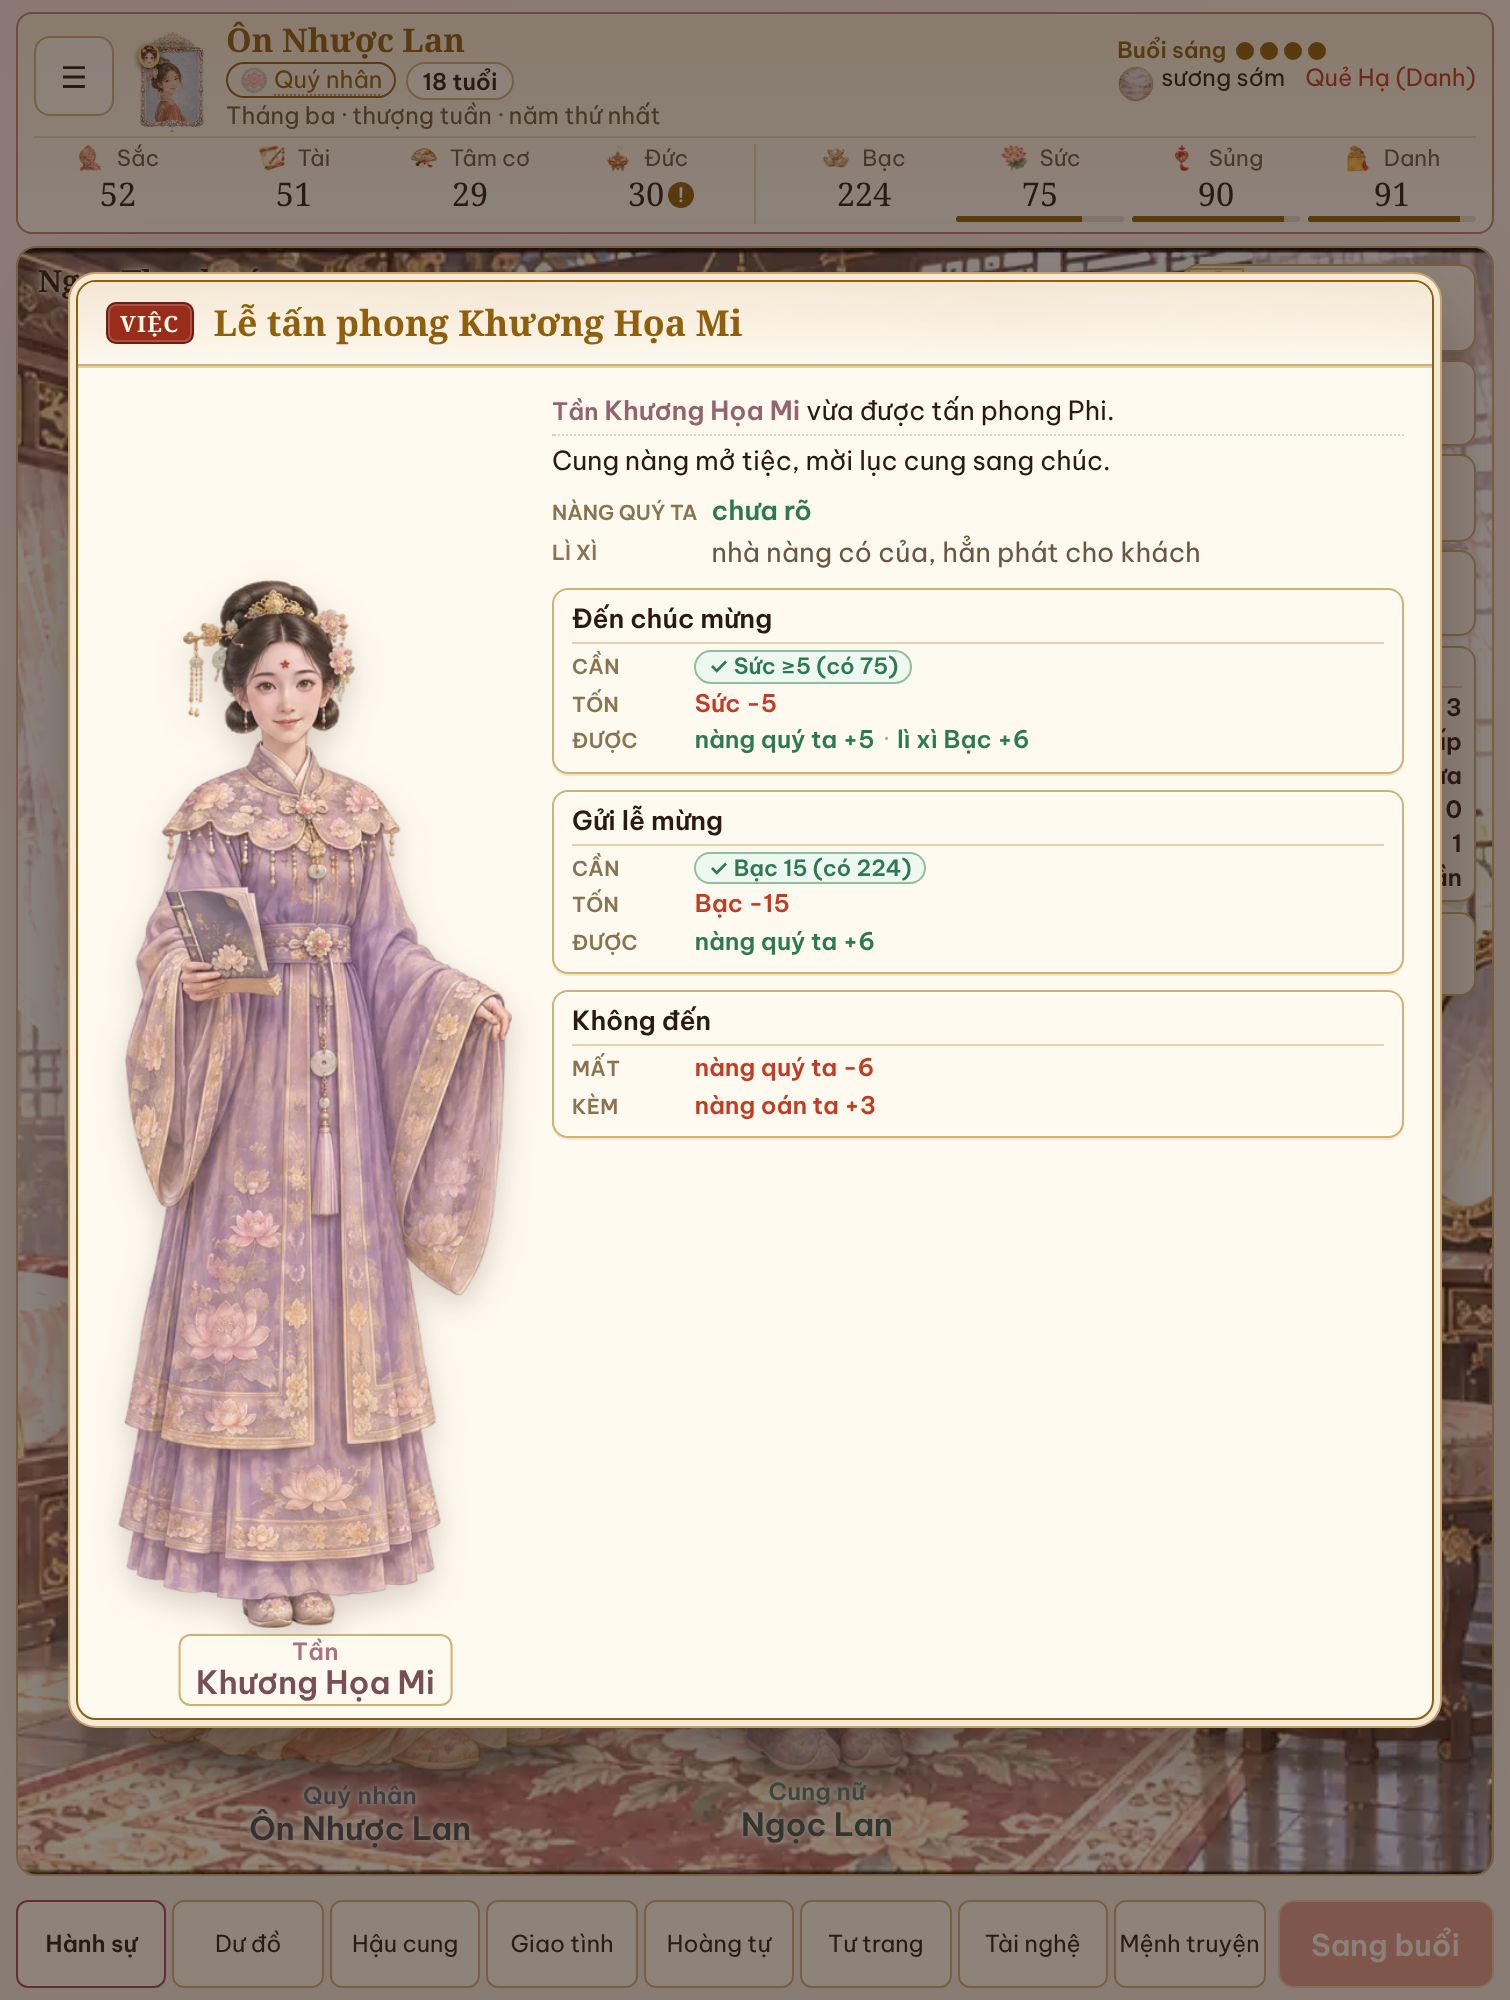 ☰
Ôn Nhược Lan
Quý nhân 18 tuổi
Tháng ba · thượng tuần · năm thứ nhất
Buổi sáng
sương sớm Quẻ Hạ (Danh)
Sắc Tài Tâm cơ Đức Bạc Sức Sủng Danh
52 51 29 30 ! 224 75 90 91
VIỆC Lễ tấn phong Khương Họa Mi
Tần Khương Họa Mi vừa được tấn phong Phi.
Cung nàng mở tiệc, mời lục cung sang chúc.
NÀNG QUÝ TA chưa rõ
LÌ XÌ nhà nàng có của, hẳn phát cho khách
Đến chúc mừng
CẦN ✓ Sức ≥5 (có 75)
TỐN Sức -5
ĐƯỢC nàng quý ta +5 · lì xì Bạc +6
Gửi lễ mừng
CẦN ✓ Bạc 15 (có 224)
TỐN Bạc -15
ĐƯỢC nàng quý ta +6
Không đến
MẤT nàng quý ta -6
KÈM nàng oán ta +3
3
0
1
Tần
Khương Họa Mi
Quý nhân
Ôn Nhược Lan
Cung nữ
Ngọc Lan
Hành sự Dư đồ Hậu cung Giao tình Hoàng tự Tư trang Tài nghệ Mệnh truyện Sang buổi